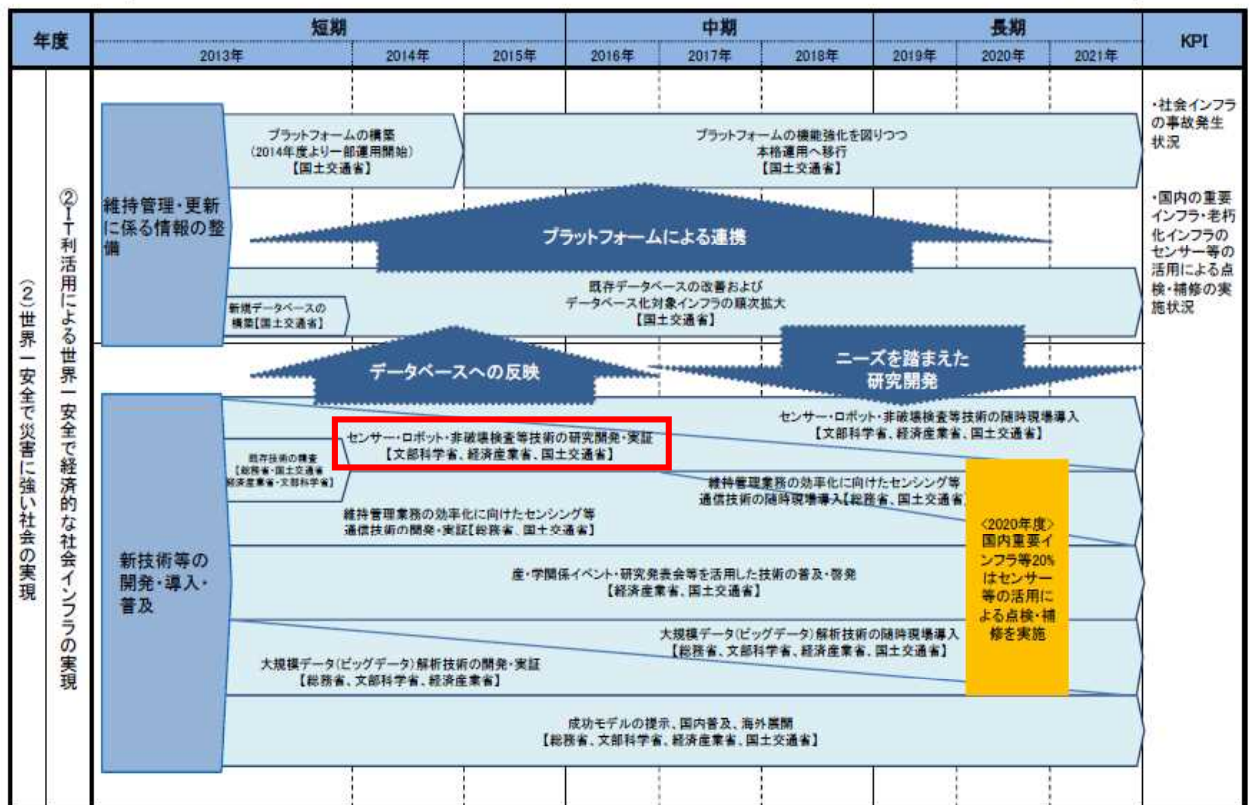 年度
短期
中期
長期
KPI
2013年
2014年
2015年
2016年
2017年
2018年
2019年
2020年
2021年
(2)世界一安全で災害に強い社会の実現
②IT利活用による世界一安全で経済的な社会インフラの実現
維持管理・更新
に係る情報の整
備
プラットフォームの構築
(2014年度より一部運用開始)
【国土交通省】
プラットフォームの機能強化を図りつつ
本格運用へ移行
【国土交通省】
プラットフォームによる連携
既存データベースの改善および
データベース化対象インフラの順次拡大
【国土交通省】
新規データベースの
構築【国土交通省】
データベースへの反映
ニーズを踏まえた
研究開発
新技術等の
開発・導入・
普及
センサー・ロボット・非破壊検査等技術の研究開発・実証
【文部科学省、経済産業省、国土交通省】
センサー・ロボット・非破壊検査等技術の随時現場導入
【文部科学省、経済産業省、国土交通省】
既存技術の精査
【総務省・国土交通省
経済産業省・文部科学省】
維持管理業務の効率化に向けたセンシング等
通信技術の開発・実証【総務省、国土交通省】
維持管理業務の効率化に向けたセンシング等
通信技術の随時現場導入【総務省、国土交通省】
産・学関係イベント・研究発表会等を活用した技術の普及・啓発
【経済産業省、国土交通省】
大規模データ(ビッグデータ)解析技術の開発・実証
【総務省、文部科学省、経済産業省】
大規模データ(ビッグデータ)解析技術の随時現場導入
【総務省、文部科学省、経済産業省、国土交通省】
成功モデルの提示、国内普及、海外展開
【総務省、文部科学省、経済産業省、国土交通省】
<2020年度>
国内重要イ
ンフラ等20%
はセンサー
等の活用に
よる点検・補
修を実施
・社会インフラ
の事故発生
状況
・国内の重要
インフラ・老朽
化インフラの
センサー等の
活用による点
検・補修の実
施状況